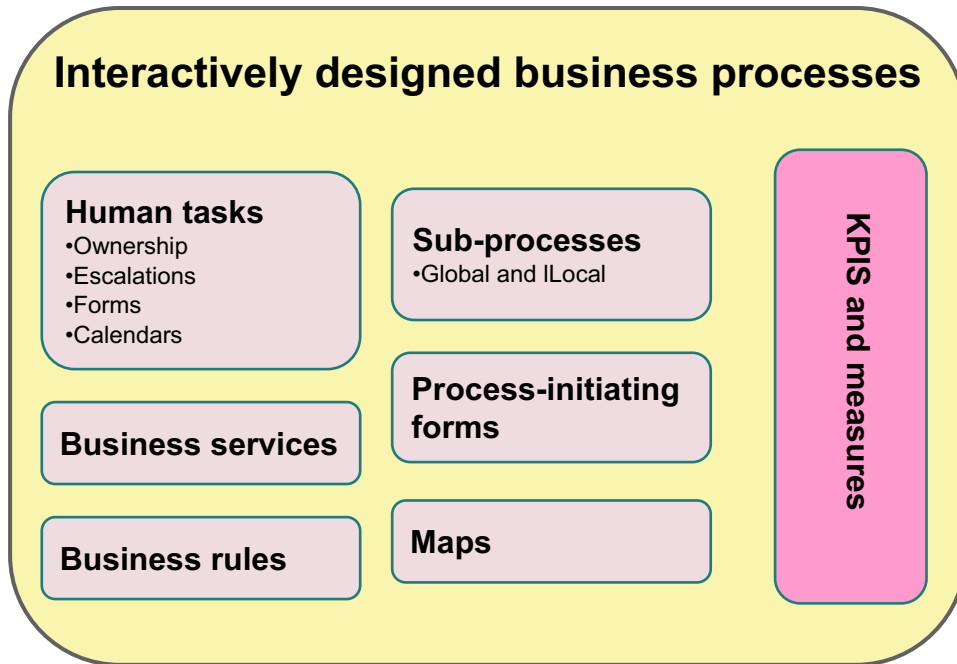 Interactively designed business processes
Human tasks
•Ownership
•Escalations
•Forms
•Calendars
Business services
Business rules
Sub-processes
•Global and lLocal
Process-initiating
forms
Maps
KPIS and measures